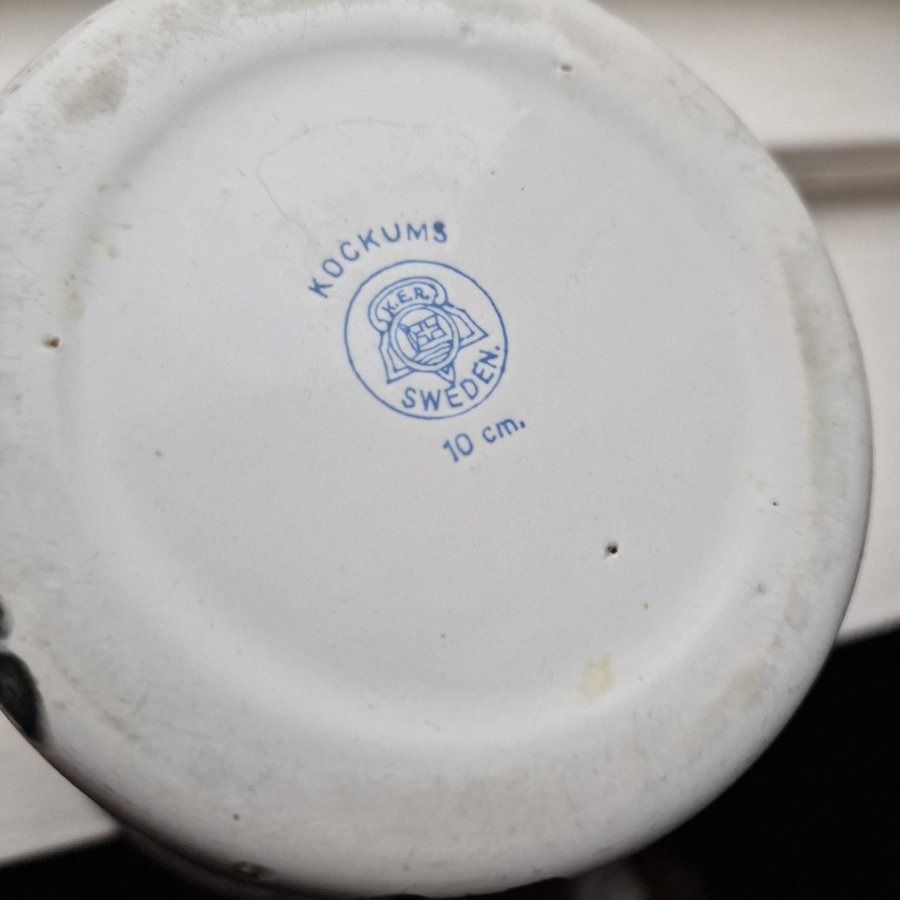 KOCKUMS
K.E.R.
SWEDEN.
10 cm.